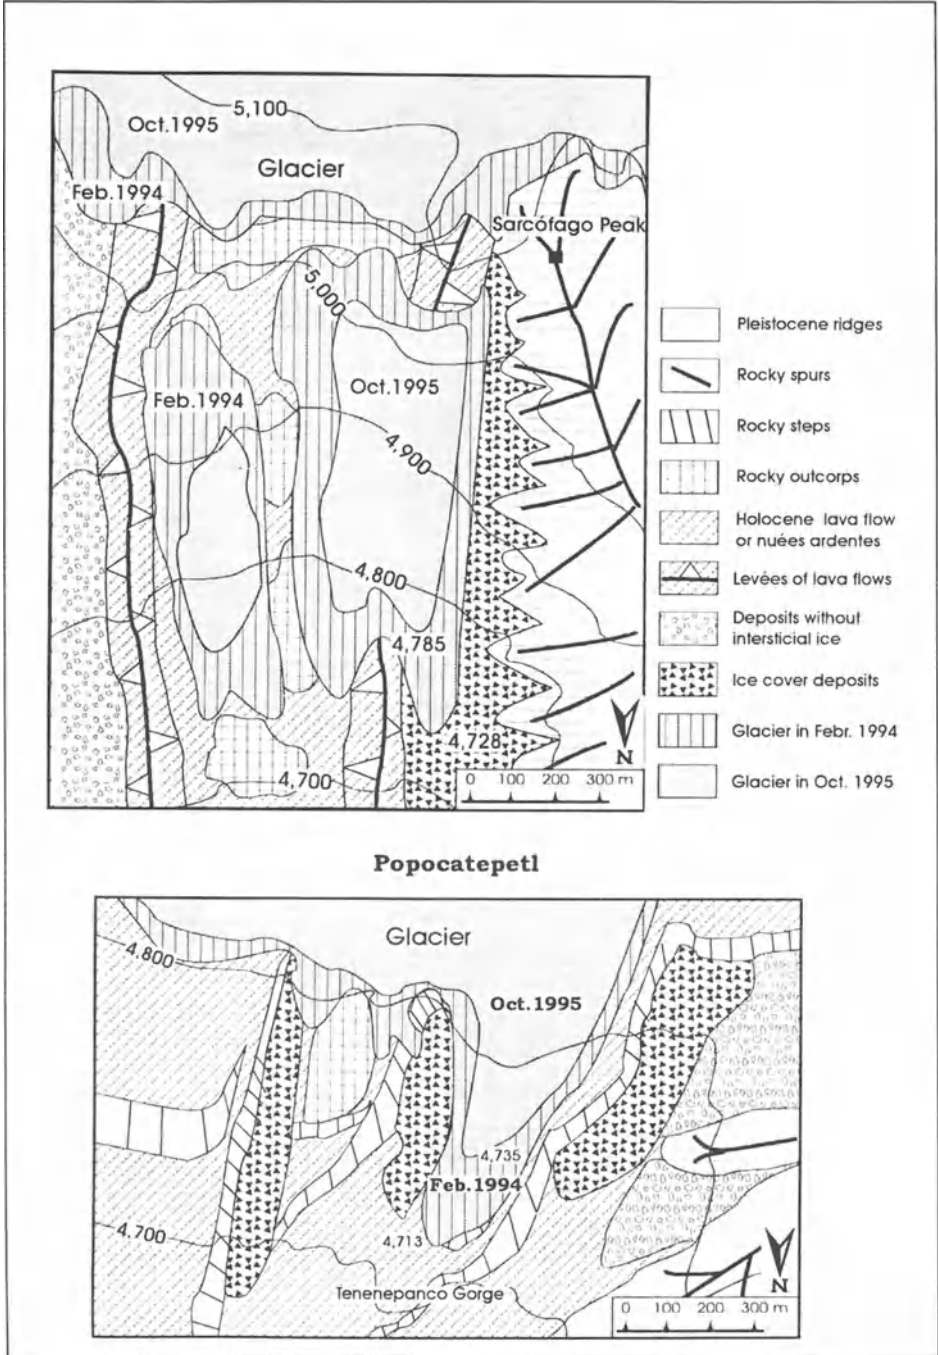 5,100
Oct.1995
Glacier
Feb.1994
Sarcófago Peak
5,000
Feb.1994
Oct.1995
4,900
4,800
4,785
4,728
4,700
N
0 100 200 300 m
Pleistocene ridges
Rocky spurs
Rocky steps
Rocky outcorps
Holocene lava flow
or nuées ardentes
Levées of lava flows
Deposits without
intersticial ice
Ice cover deposits
Glacier in Febr. 1994
Glacier in Oct. 1995
Popocatepetl
Glacier
4.800
Oct.1995
4,735
Feb.1994
4,700
4,713
Tenenepanco Gorge
N
0 100 200 300 m